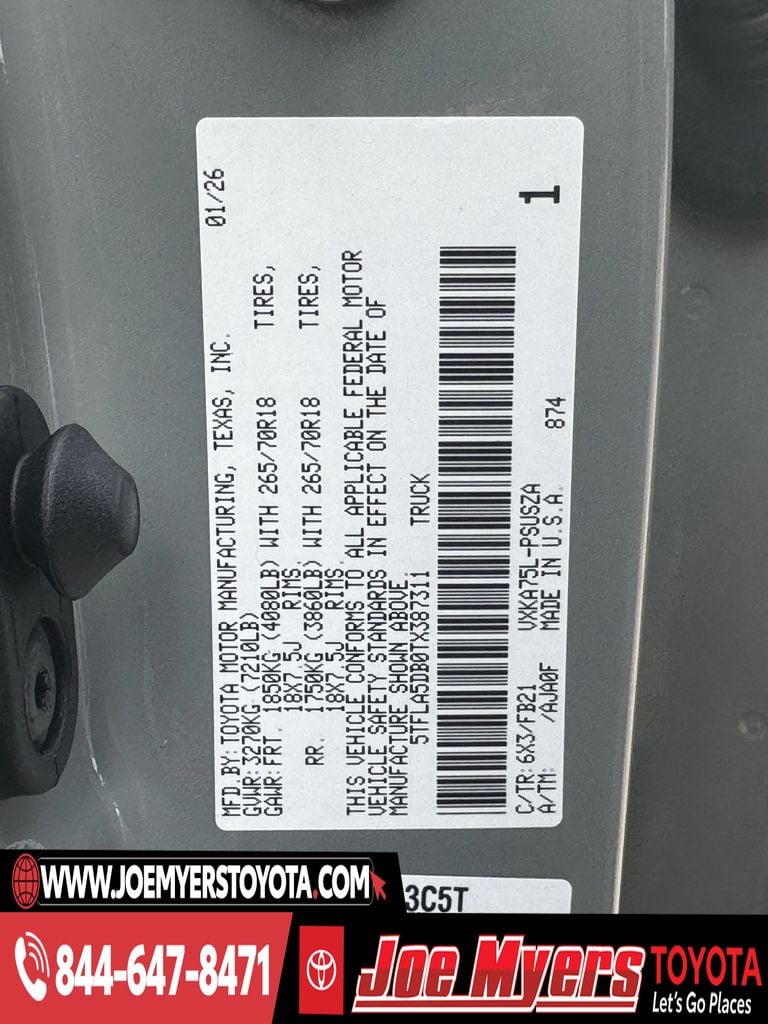 MFD.BY:TOYOTA MOTOR MANUFACTURING, TEXAS, INC. 01/26
GVWR:3270KG(7210LB)
GAWR:FRT. 1850KG(4080LB)WITH 265/70R18 TIRES,
18X7.5J RIMS.
RR. 1750KG(3860LB)WITH 265/70R18 TIRES,
18X7.5J RIMS.
THIS VEHICLE CONFORMS TO ALL APPLICABLE FEDERAL MOTOR
VEHICLE SAFETY STANDARDS IN EFFECT ON THE DATE OF
MANUFACTURE SHOWN ABOVE.
5TFLA5DB0TX387311 TRUCK
C/TR:6X3/FB21 VXKA75L-PSUSZA 1
A/TM: /AJA0F MADE IN U.S.A. 874
3C5T
WWW.JOEMYERSTOYOTA.COM
844-647-8471
Joe Myers TOYOTA
Let's Go Places